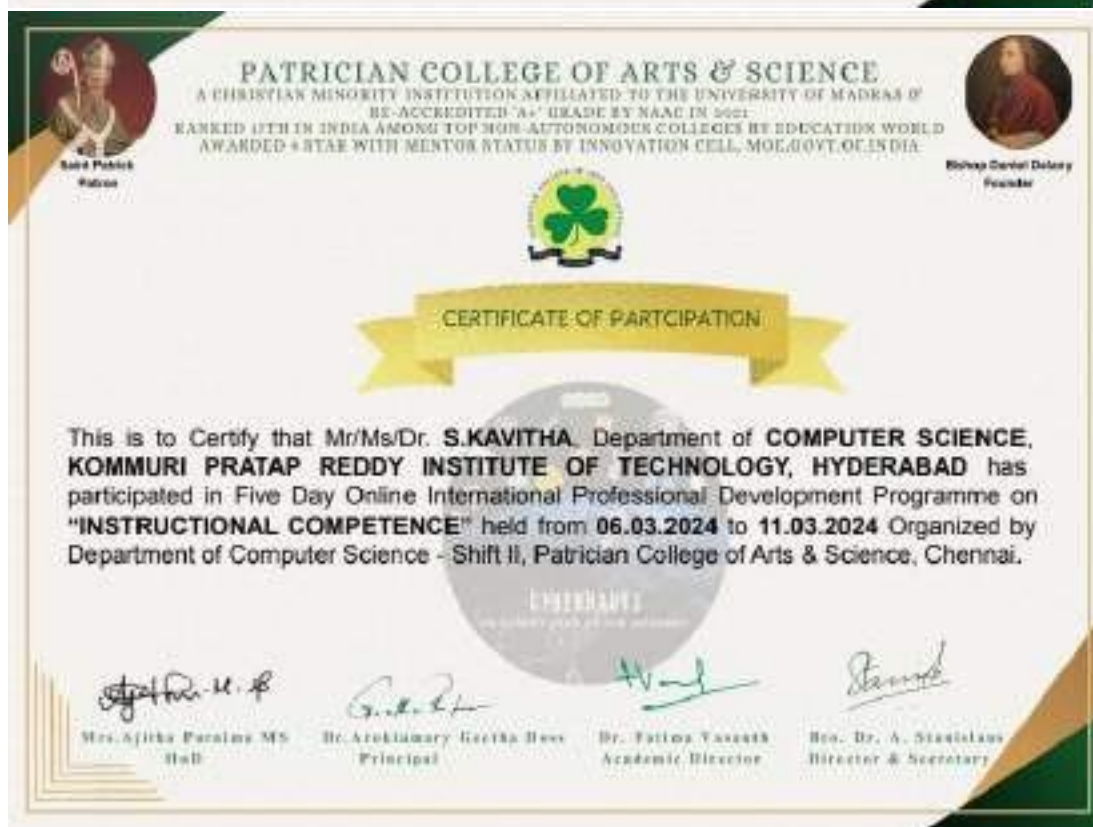 PATRICIAN COLLEGE OF ARTS & SCIENCE
A CHRISTIAN MINORITY INSTITUTION AFFILIATED TO THE UNIVERSITY OF MADRAS &
RE-ACCREDITED 'A+' GRADE BY NAAC IN 2021
RANKED 17TH IN INDIA AMONG TOP NON-AUTONOMOUS COLLEGES BY EDUCATION WORLD
AWARDED 4 STAR WITH MENTOR STATUS BY INNOVATION CELL, MOE,GOVT.OF.INDIA
Saint Patrick
Patron
Bishop Daniel Delany
Founder
CERTIFICATE OF PARTCIPATION
This is to Certify that Mr/Ms/Dr. S.KAVITHA, Department of COMPUTER SCIENCE,
KOMMURI PRATAP REDDY INSTITUTE OF TECHNOLOGY, HYDERABAD has
participated in Five Day Online International Professional Development Programme on
“INSTRUCTIONAL COMPETENCE” held from 06.03.2024 to 11.03.2024 Organized by
Department of Computer Science - Shift II, Patrician College of Arts & Science, Chennai.
Mrs.Ajitha Purnima MS
HoD
Dr.Arokiamary Geetha Doss
Principal
Dr. Fatima Vasanth
Academic Director
Bro. Dr. A. Stanislaus
Director & Secretary